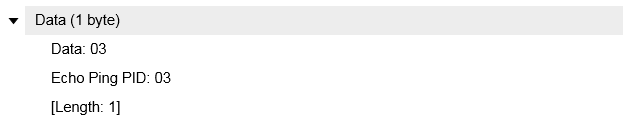 Data (1 byte)
Data: 03
Echo Ping PID: 03
[Length: 1]